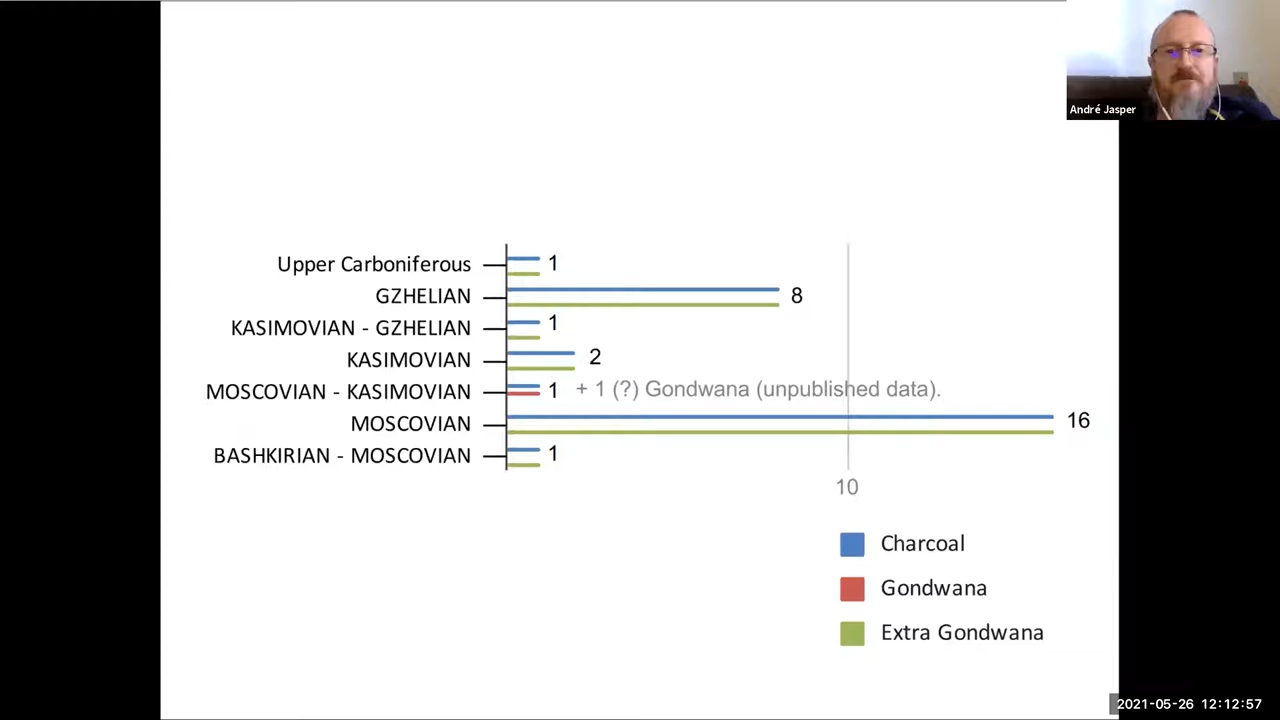 André Jasper
Upper Carboniferous 1
GZHELIAN 8
KASIMOVIAN - GZHELIAN 1
KASIMOVIAN 2
MOSCOVIAN - KASIMOVIAN 1 + 1 (?) Gondwana (unpublished data).
MOSCOVIAN 16
BASHKIRIAN - MOSCOVIAN 1
10
Charcoal
Gondwana
Extra Gondwana
2021-05-26 12:12:57